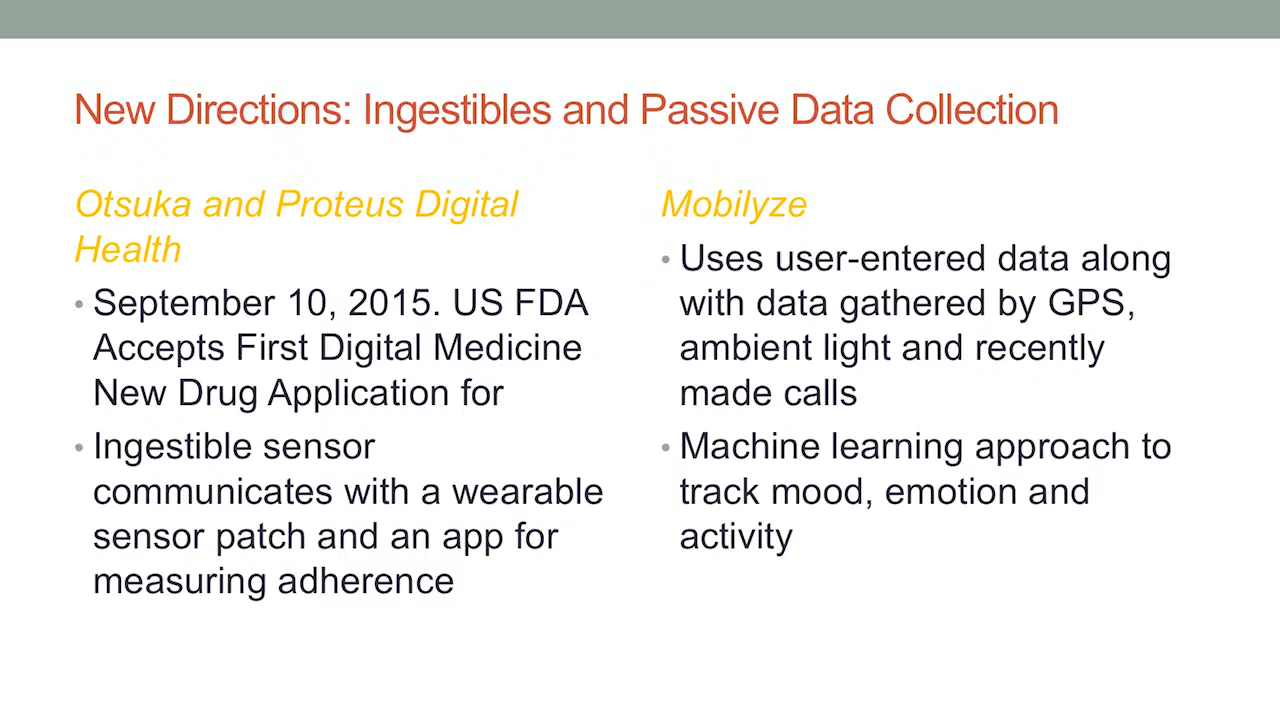 New Directions: Ingestibles and Passive Data Collection
Otsuka and Proteus Digital
Health
• September 10, 2015. US FDA
Accepts First Digital Medicine
New Drug Application for
• Ingestible sensor
communicates with a wearable
sensor patch and an app for
measuring adherence
Mobilyze
• Uses user-entered data along
with data gathered by GPS,
ambient light and recently
made calls
• Machine learning approach to
track mood, emotion and
activity